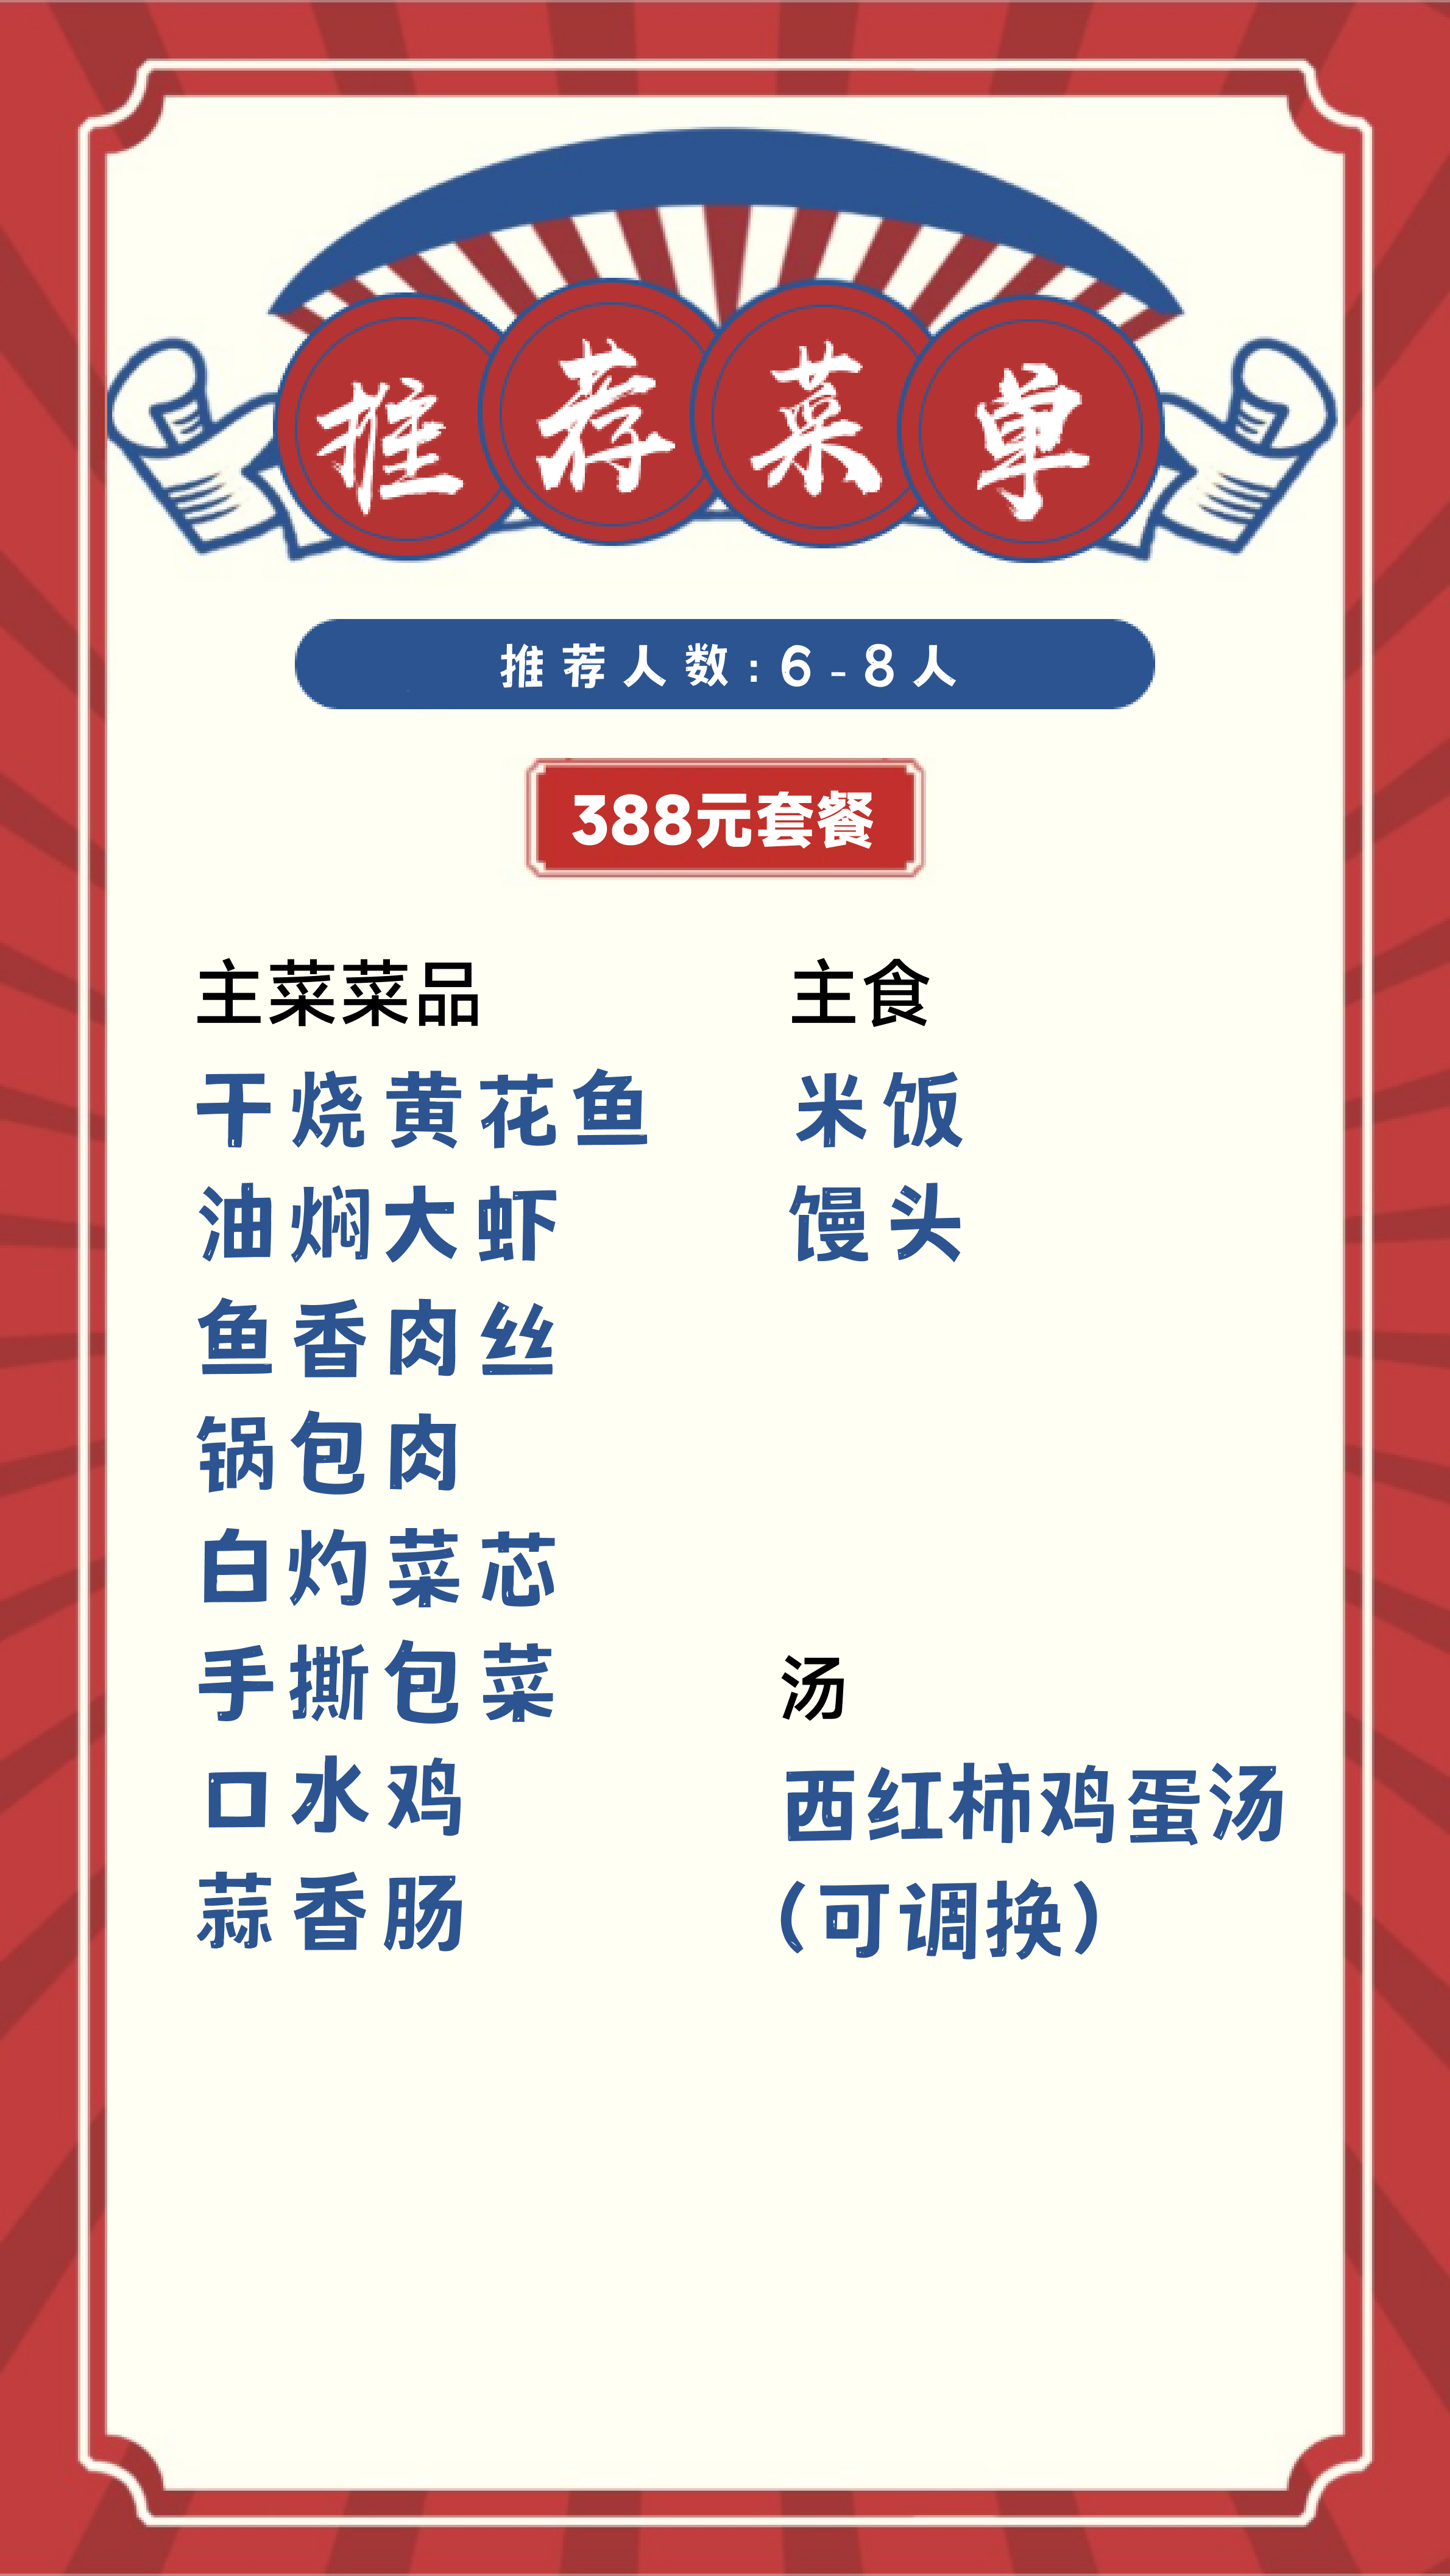 推荐菜单
推荐人数:6-8人
388元套餐
主菜菜品
干烧黄花鱼
油焖大虾
鱼香肉丝
锅包肉
白灼菜芯
手撕包菜
口水鸡
蒜香肠
主食
米饭
馒头
汤
西红柿鸡蛋汤
(可调换)